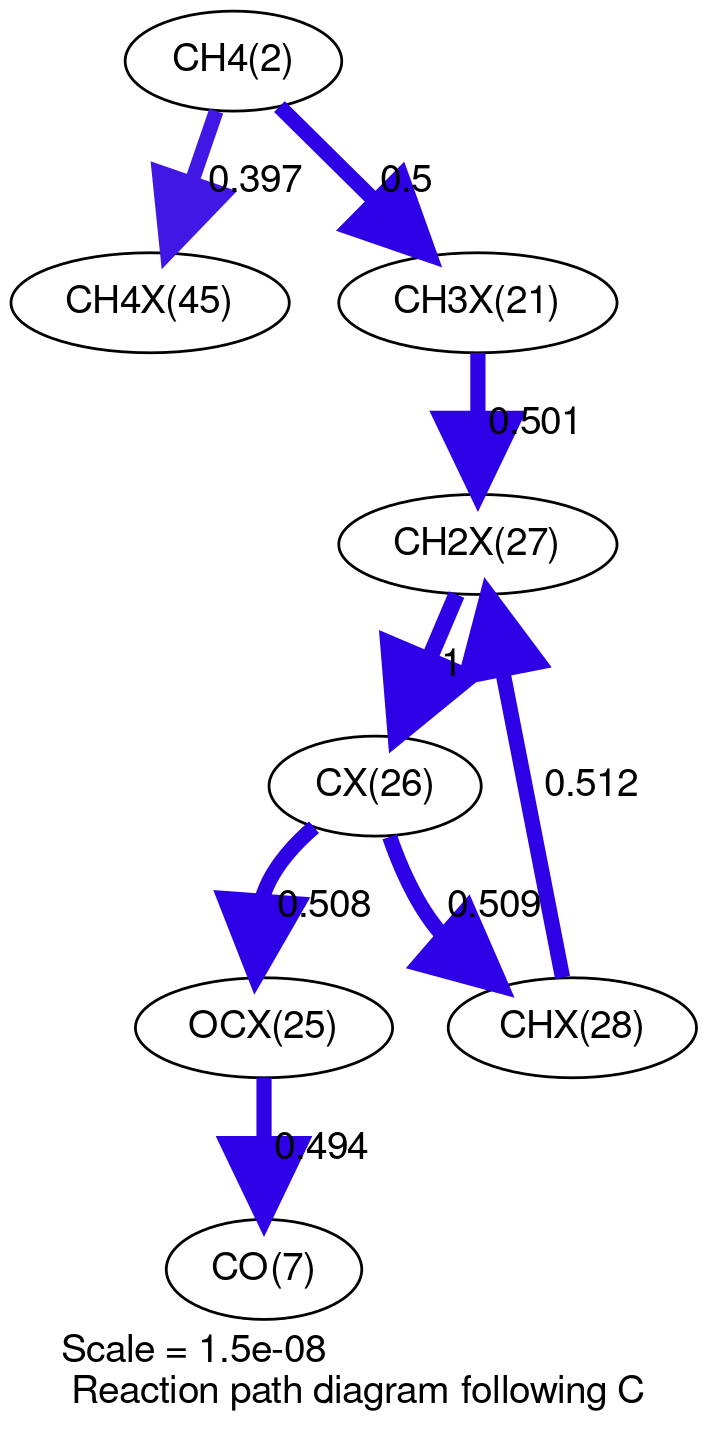 CH4(2)
0.397
0.5
CH4X(45)
CH3X(21)
0.501
CH2X(27)
1
CX(26)
0.512
0.508
0.509
OCX(25)
CHX(28)
0.494
CO(7)
Scale = 1.5e-08
Reaction path diagram following C